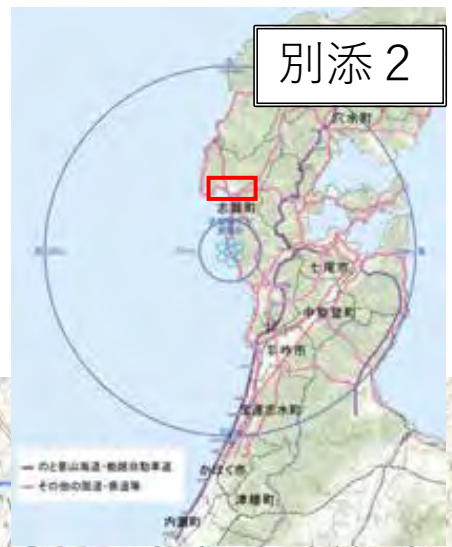 別添2
穴水町
志賀町
七尾市
中能登町
羽咋市
宝達志水町
かほく市
津幡町
内灘町
のと里山海道・能越自動車道
その他の国道・県道等